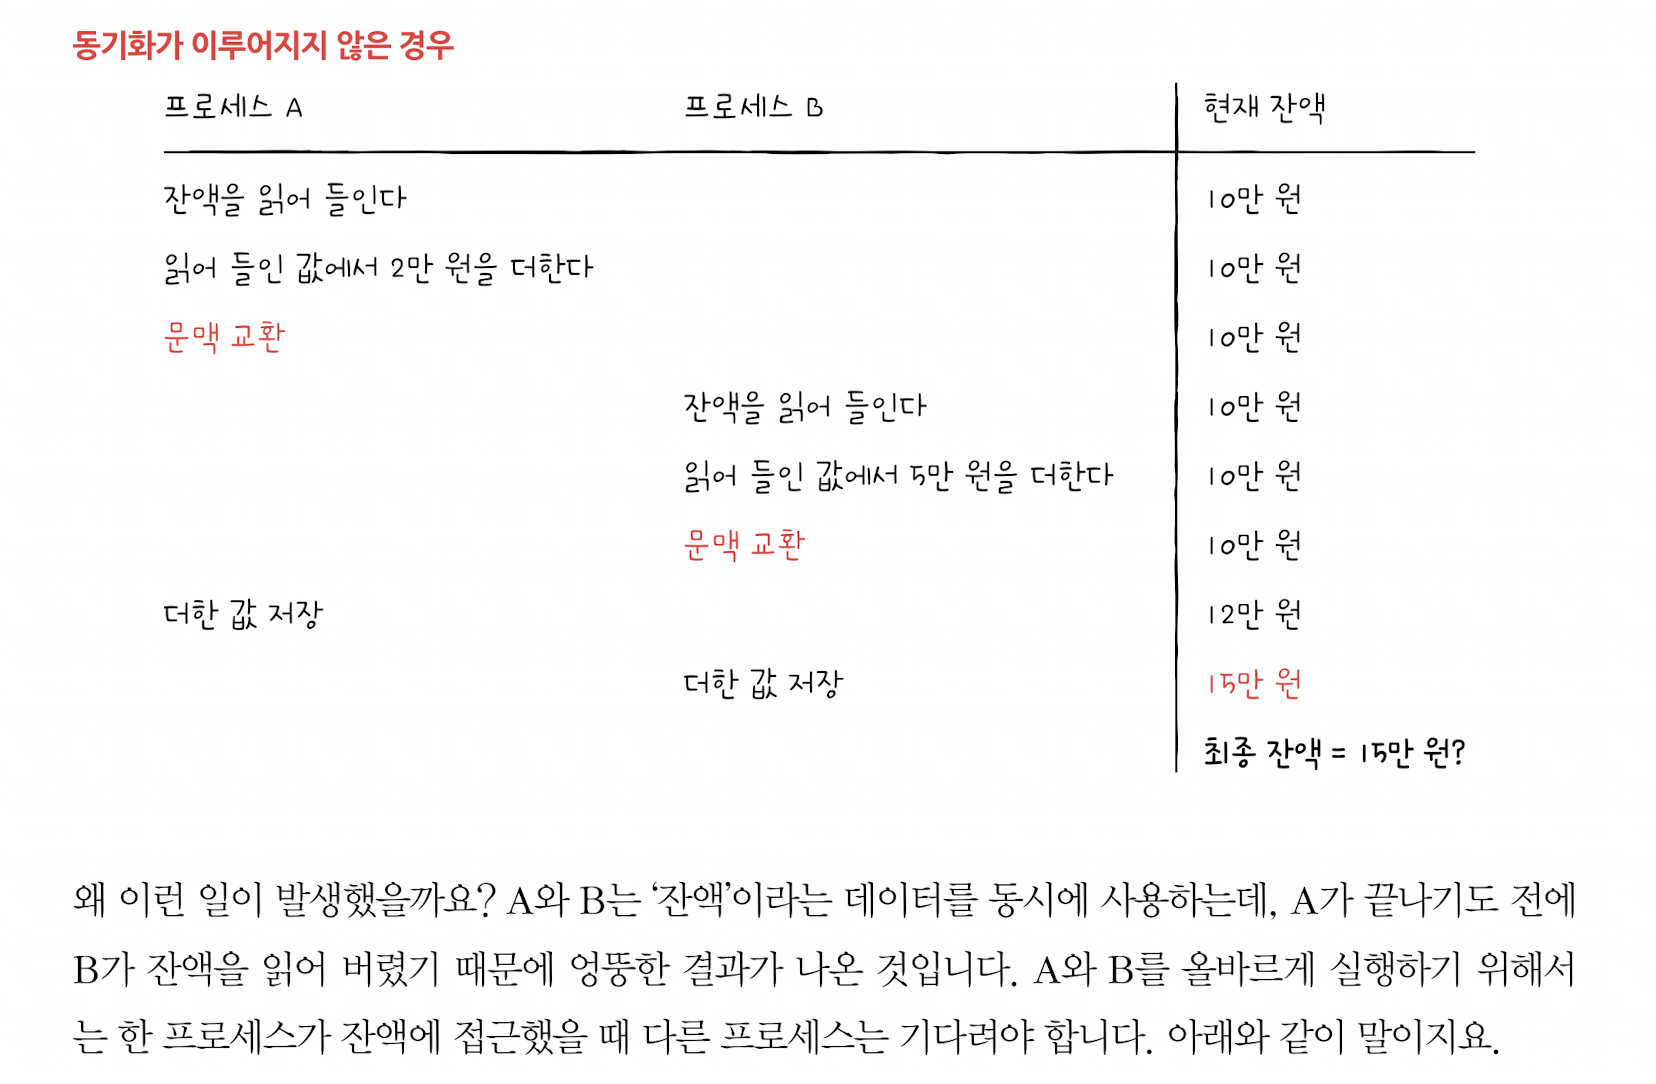 동기화가 이루어지지 않은 경우
프로세스 A 프로세스 B 현재 잔액
잔액을 읽어 들인다 10만 원
읽어 들인 값에서 2만 원을 더한다 10만 원
문맥 교환 10만 원
잔액을 읽어 들인다 10만 원
읽어 들인 값에서 5만 원을 더한다 10만 원
문맥 교환 10만 원
더한 값 저장 12만 원
더한 값 저장 15만 원
최종 잔액 = 15만 원?
왜 이런 일이 발생했을까요? A와 B는 ‘잔액’이라는 데이터를 동시에 사용하는데, A가 끝나기도 전에
B가 잔액을 읽어 버렸기 때문에 엉뚱한 결과가 나온 것입니다. A와 B를 올바르게 실행하기 위해서
는 한 프로세스가 잔액에 접근했을 때 다른 프로세스는 기다려야 합니다. 아래와 같이 말이지요.